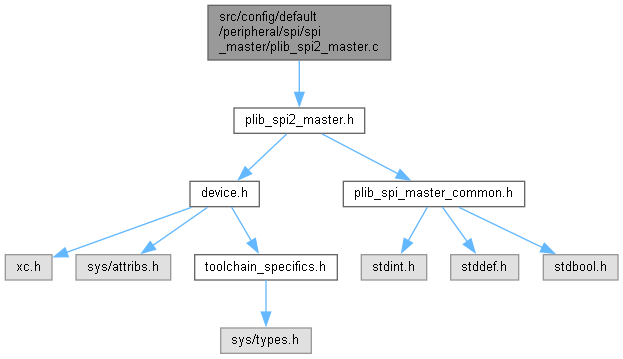 src/config/default
/peripheral/spi/spi
_master/plib_spi2_master.c
plib_spi2_master.h
device.h
plib_spi_master_common.h
xc.h
sys/attribs.h
toolchain_specifics.h
stdint.h
stddef.h
stdbool.h
sys/types.h